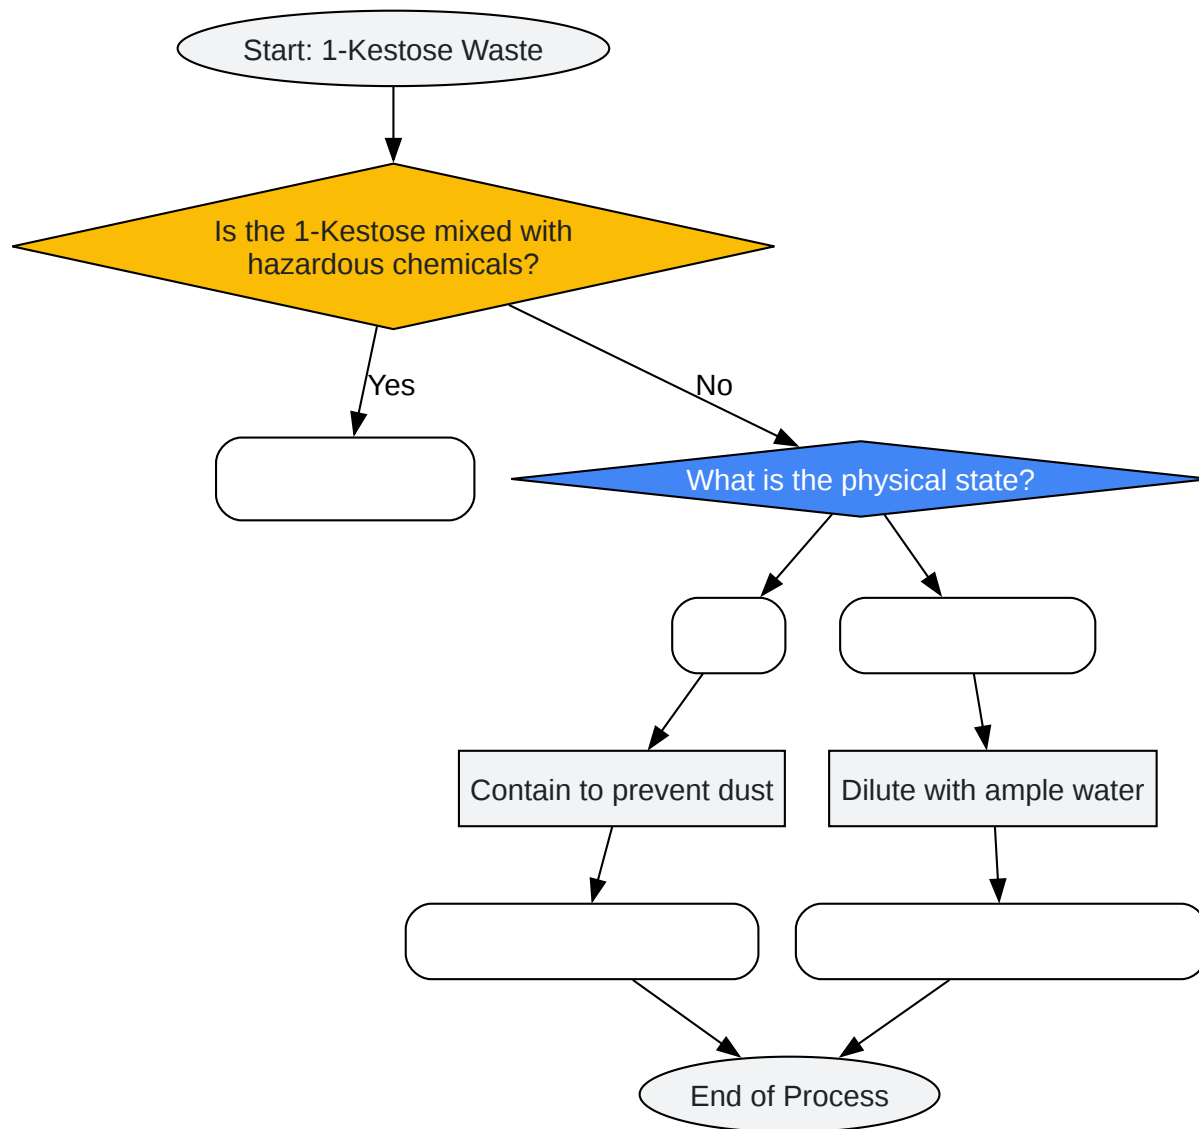 Start: 1-Kestose Waste
Is the 1-Kestose mixed with
hazardous chemicals?
Yes
No
What is the physical state?
Contain to prevent dust
Dilute with ample water
End of Process